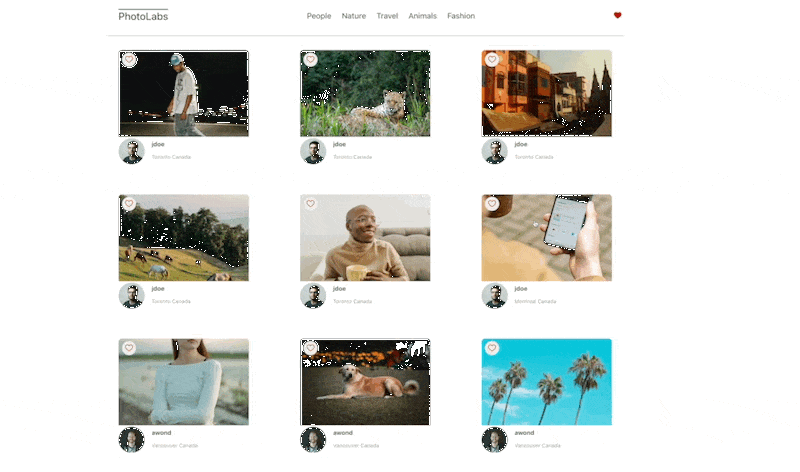 PhotoLabs
People Nature Travel Animals Fashion
jdoe
Toronto Canada
jdoe
Toronto Canada
jdoe
Toronto Canada
jdoe
Toronto Canada
jdoe
Toronto Canada
jdoe
Montreal Canada
awond
Vancouver Canada
awond
Vancouver Canada
awond
Vancouver Canada